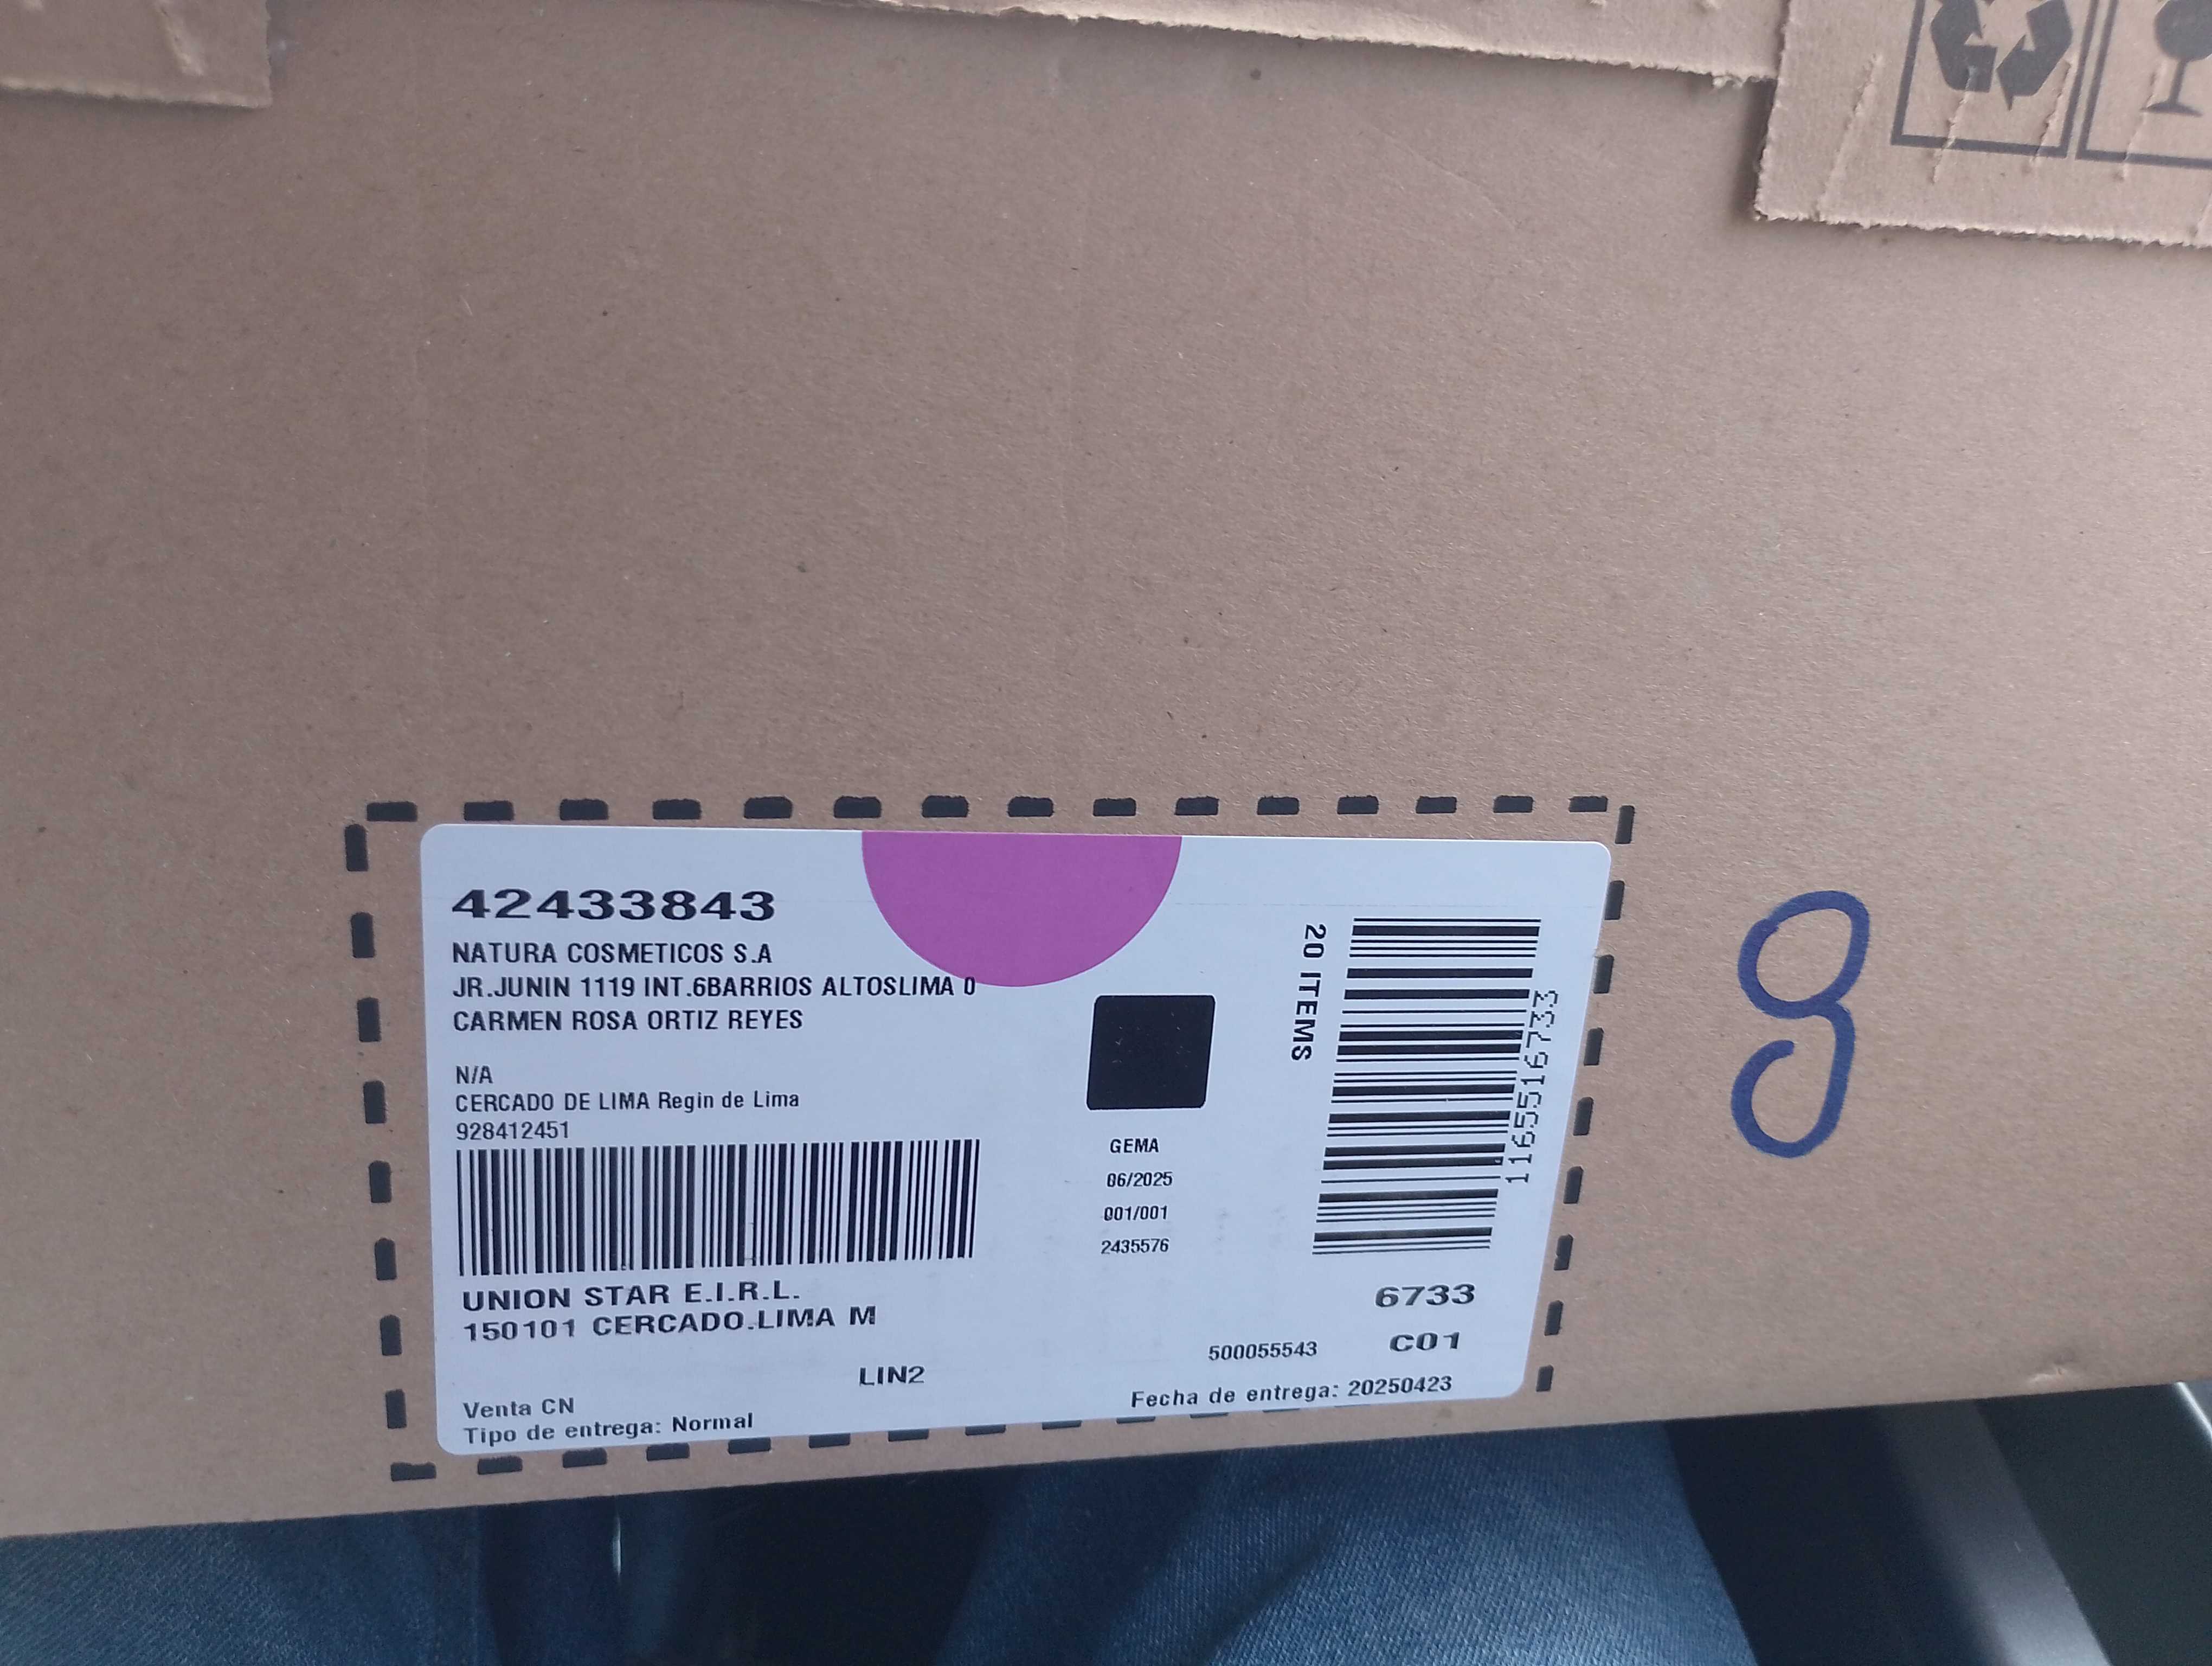 42433843
NATURA COSMETICOS S.A
JR.JUNIN 1119 INT.6BARRIOS ALTOSLIMA 0
CARMEN ROSA ORTIZ REYES
N/A
CERCADO DE LIMA Regin de Lima
928412451
UNION STAR E.I.R.L.
150101 CERCADO.LIMA M
LIN2
Venta CN
Tipo de entrega: Normal
GEMA
06/2025
001/001
2435576
20 ITEMS
1165516733
6733
C01
500055543
Fecha de entrega: 20250423
8